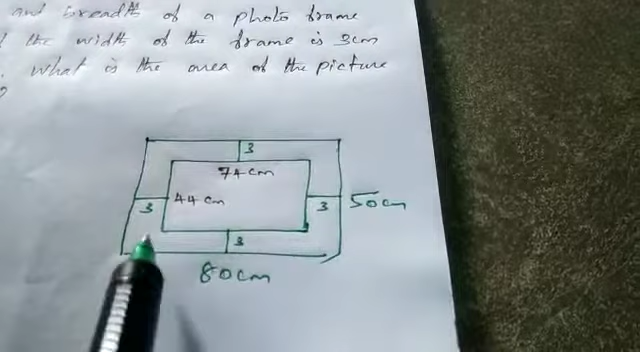 and breadth of a photo frame
the width of the frame is 3cm
what is the area of the picture
3
74 cm
3
44 cm
3
50cm
3
80cm